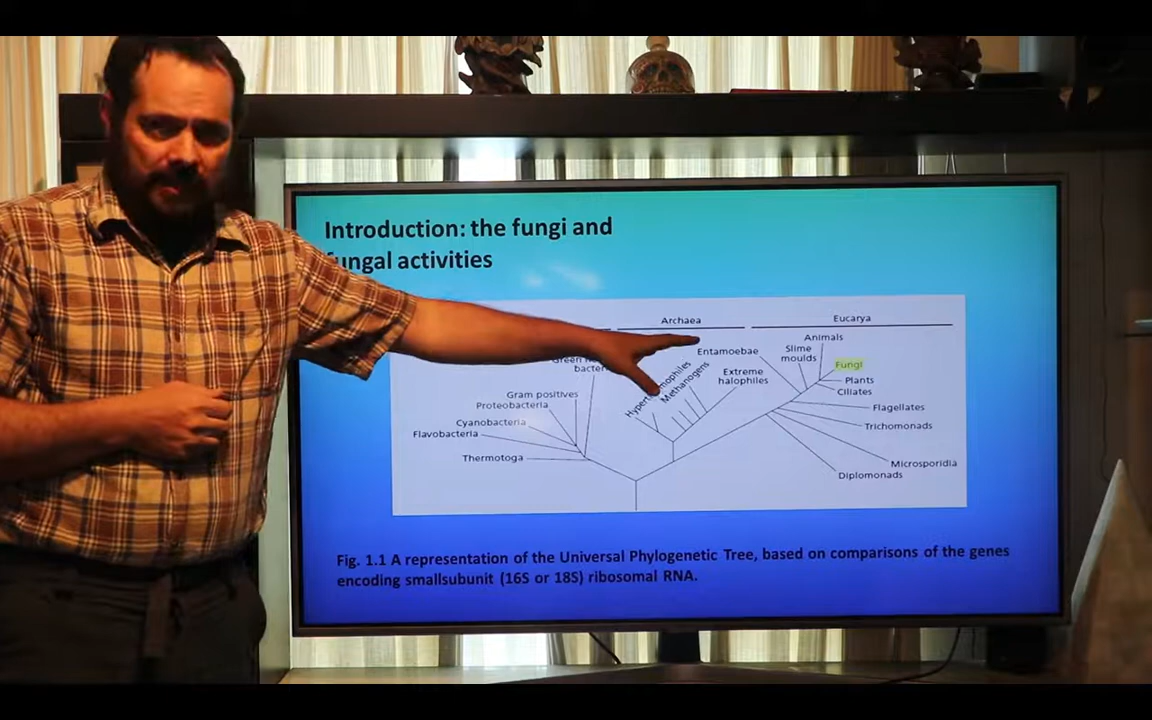 Introduction: the fungi and
fungal activities
Archaea
Eucarya
Animals
Entamoebae
Slime
moulds
Fungi
Green
Extreme
halophiles
Methanogens
Plants
Ciliates
Gram positives
Proteobacteria
Flagellates
Cyanobacteria
Trichomonads
Flavobacteria
Thermotoga
Microsporidia
Diplomonads
Fig. 1.1 A representation of the Universal Phylogenetic Tree, based on comparisons of the genes
encoding smallsubunit (16S or 18S) ribosomal RNA.